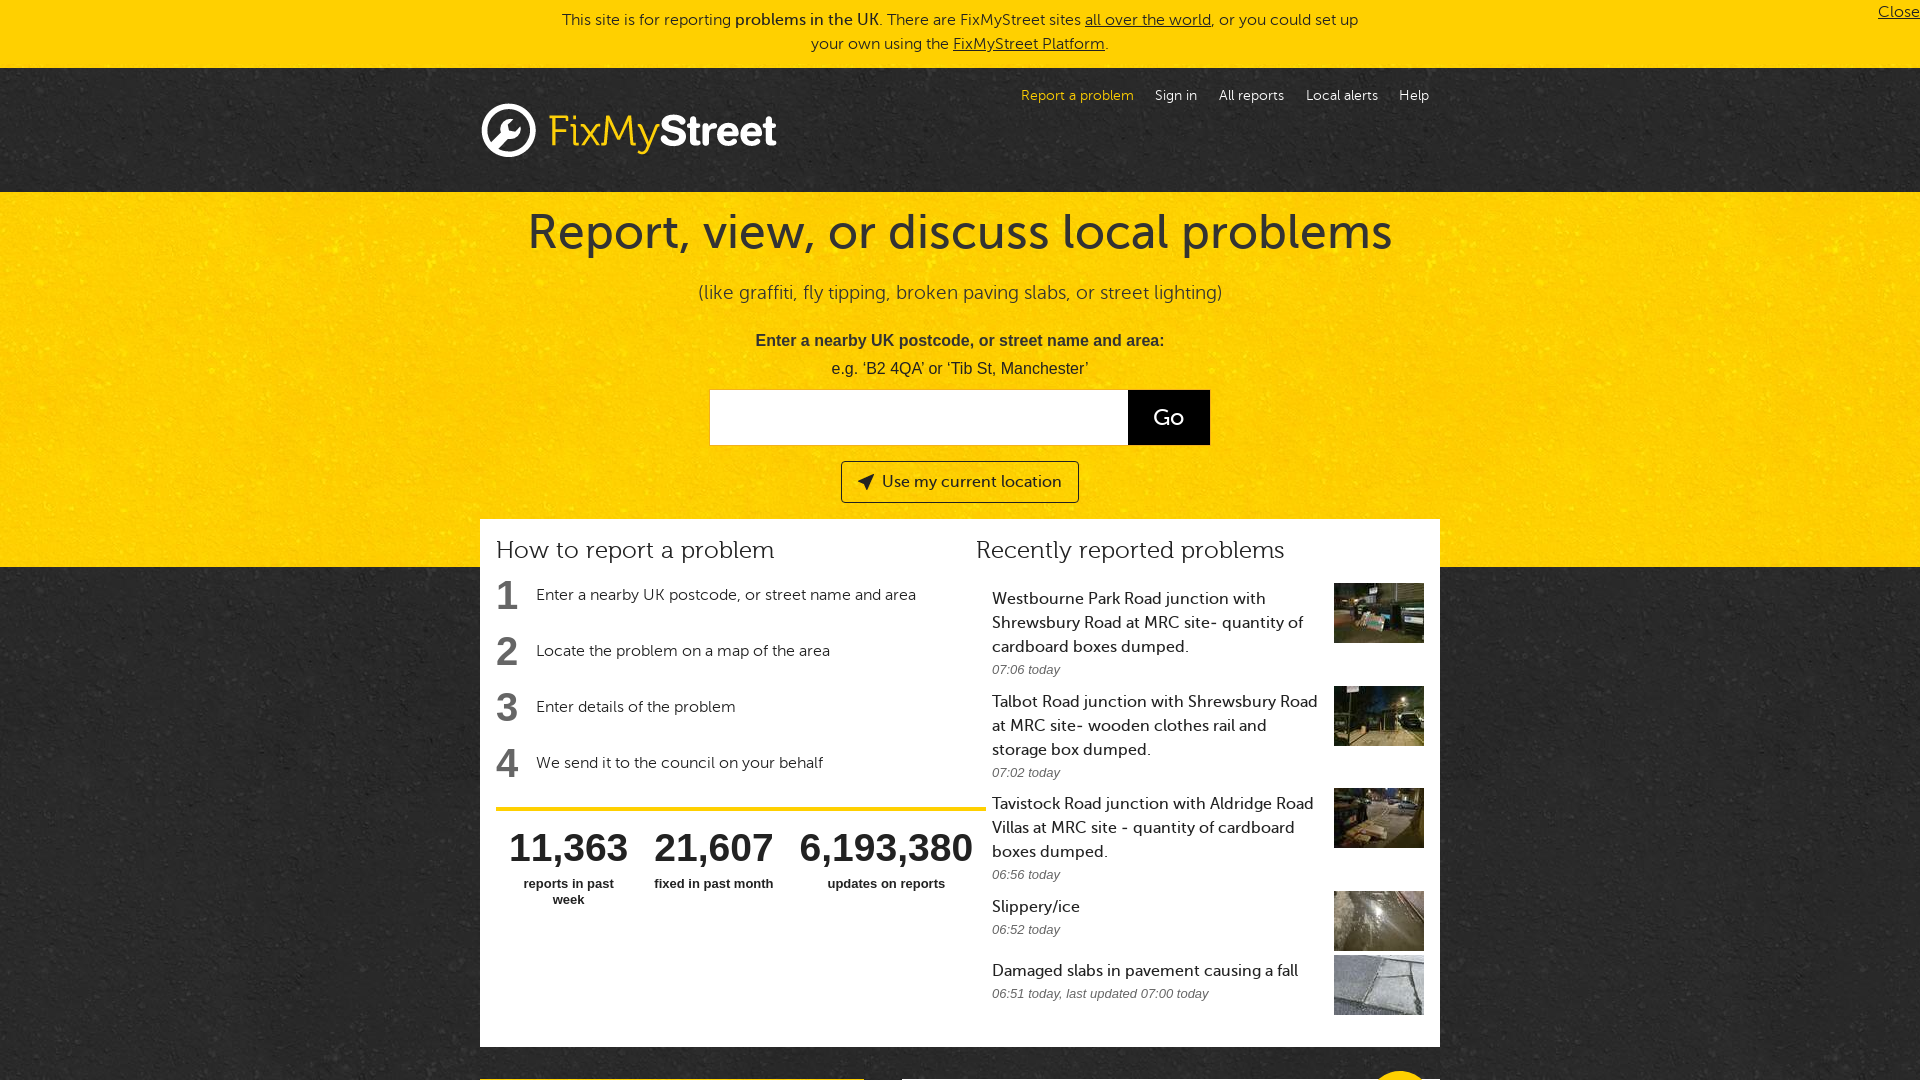 This site is for reporting problems in the UK. There are FixMyStreet sites all over the world, or you could set up
your own using the FixMyStreet Platform.
Close
Report a problem
Sign in
All reports
Local alerts
Help
FixMyStreet
Report, view, or discuss local problems
(like graffiti, fly tipping, broken paving slabs, or street lighting)
Enter a nearby UK postcode, or street name and area:
e.g. ‘B2 4QA’ or ‘Tib St, Manchester’
Go
Use my current location
How to report a problem
1 Enter a nearby UK postcode, or street name and area
2 Locate the problem on a map of the area
3 Enter details of the problem
4 We send it to the council on your behalf
11,363
reports in past
week
21,607
fixed in past month
6,193,380
updates on reports
Recently reported problems
Westbourne Park Road junction with
Shrewsbury Road at MRC site- quantity of
cardboard boxes dumped.
07:06 today
Talbot Road junction with Shrewsbury Road
at MRC site- wooden clothes rail and
storage box dumped.
07:02 today
Tavistock Road junction with Aldridge Road
Villas at MRC site - quantity of cardboard
boxes dumped.
06:56 today
Slippery/ice
06:52 today
Damaged slabs in pavement causing a fall
06:51 today, last updated 07:00 today